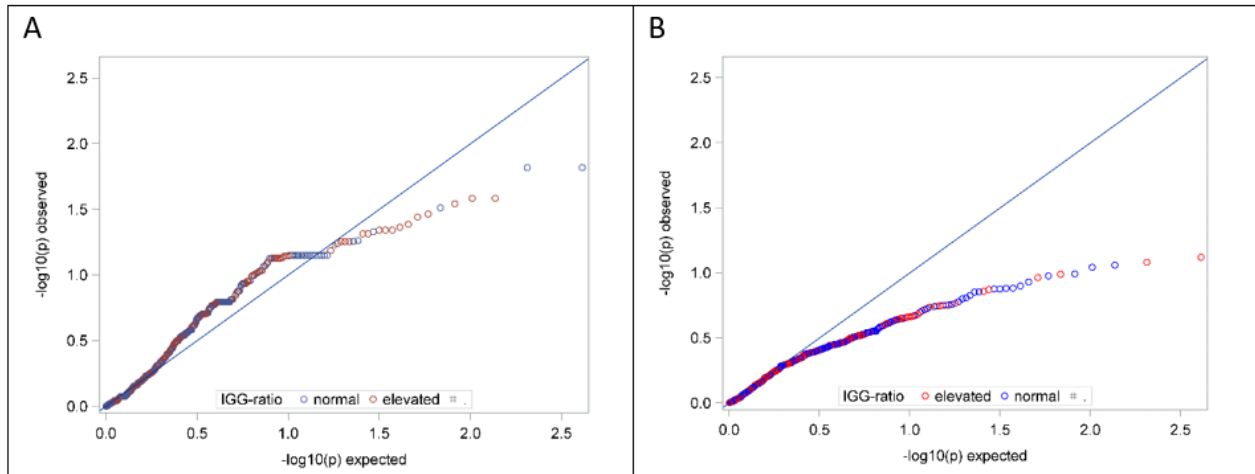 A
2.5
2.0
1.5
1.0
0.5
0.0
-log10(p) observed
IGG-ratio normal elevated .
0.0 0.5 1.0 1.5 2.0 2.5
-log10(p) expected
B
2.5
2.0
1.5
1.0
0.5
0.0
-log10(p) observed
IGG-ratio elevated normal .
0.0 0.5 1.0 1.5 2.0 2.5
-log10(p) expected